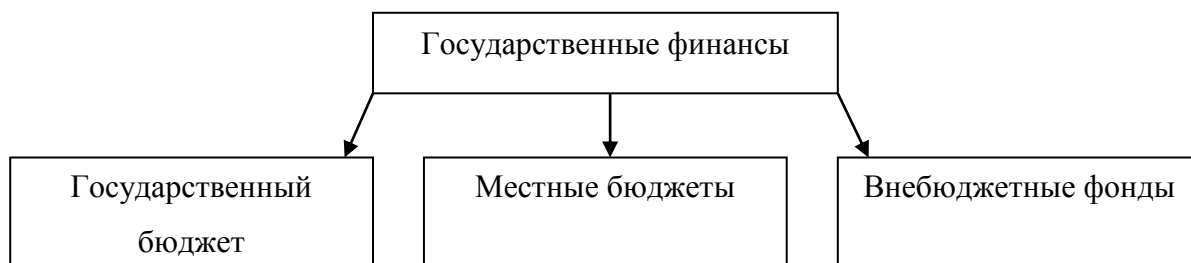 Государственные финансы
Государственный
бюджет
Местные бюджеты
Внебюджетные фонды